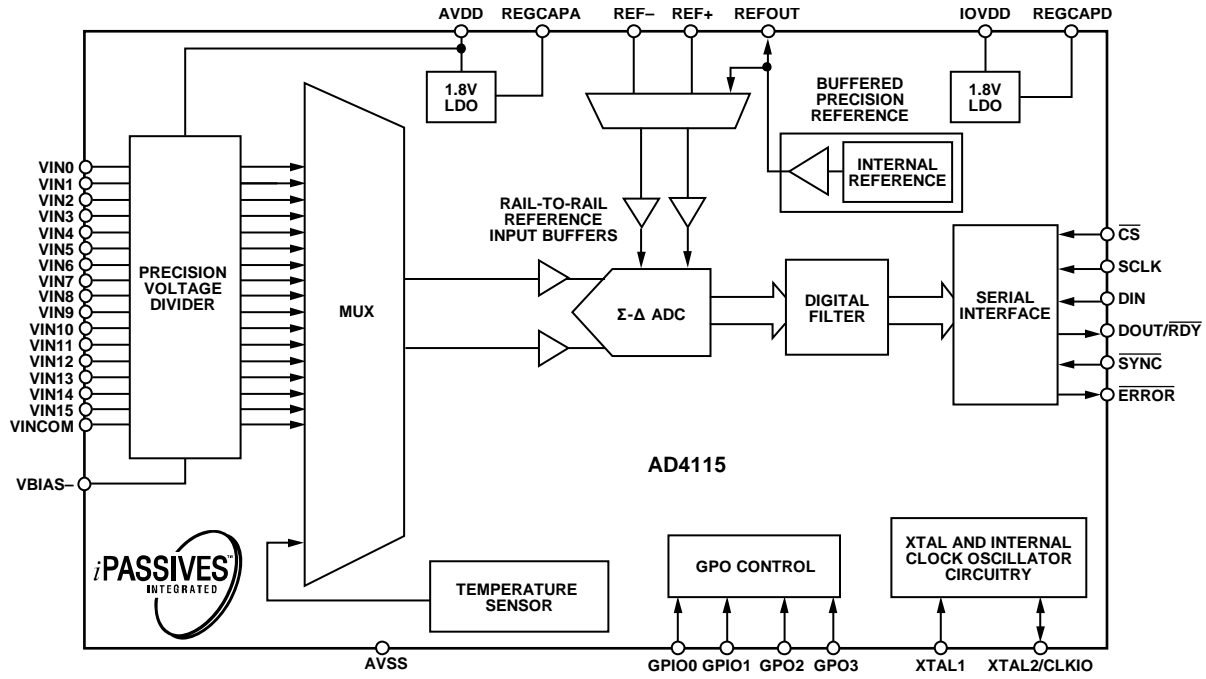 AVDD
REGCAPA
REF–
REF+
REFOUT
IOVDD
REGCAPD
1.8V
LDO
BUFFERED
PRECISION
REFERENCE
1.8V
LDO
INTERNAL
REFERENCE
VIN0
VIN1
VIN2
VIN3
VIN4
VIN5
VIN6
VIN7
VIN8
VIN9
VIN10
VIN11
VIN12
VIN13
VIN14
VIN15
VINCOM
VBIAS–
PRECISION
VOLTAGE
DIVIDER
MUX
RAIL-TO-RAIL
REFERENCE
INPUT BUFFERS
Σ-Δ ADC
DIGITAL
FILTER
SERIAL
INTERFACE
CS
SCLK
DIN
DOUT/RDY
SYNC
ERROR
AD4115
iPASSIVES™
INTEGRATED
TEMPERATURE
SENSOR
GPO CONTROL
XTAL AND INTERNAL
CLOCK OSCILLATOR
CIRCUITRY
AVSS
GPIO0
GPIO1
GPO2
GPO3
XTAL1
XTAL2/CLKIO